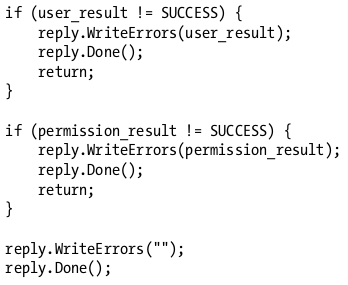 if (user_result != SUCCESS) {
    reply.WriteErrors(user_result);
    reply.Done();
    return;
}

if (permission_result != SUCCESS) {
    reply.WriteErrors(permission_result);
    reply.Done();
    return;
}

reply.WriteErrors("");
reply.Done();